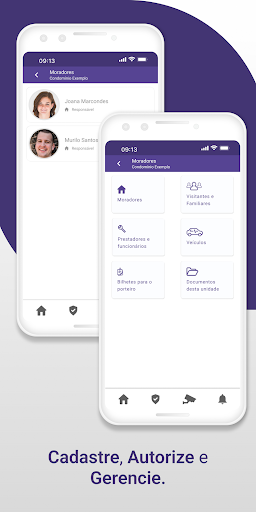 09:13
Moradores
Condomínio Exemplo
Joana Marcondes
Responsável
Murilo Santos
Responsável
09:13
Moradores
Condomínio Exemplo
Moradores
Visitantes e
Familiares
Prestadores e
funcionários
Veículos
Bilhetes para o
porteiro
Documentos
desta unidade
Cadastre, Autorize e
Gerencie.